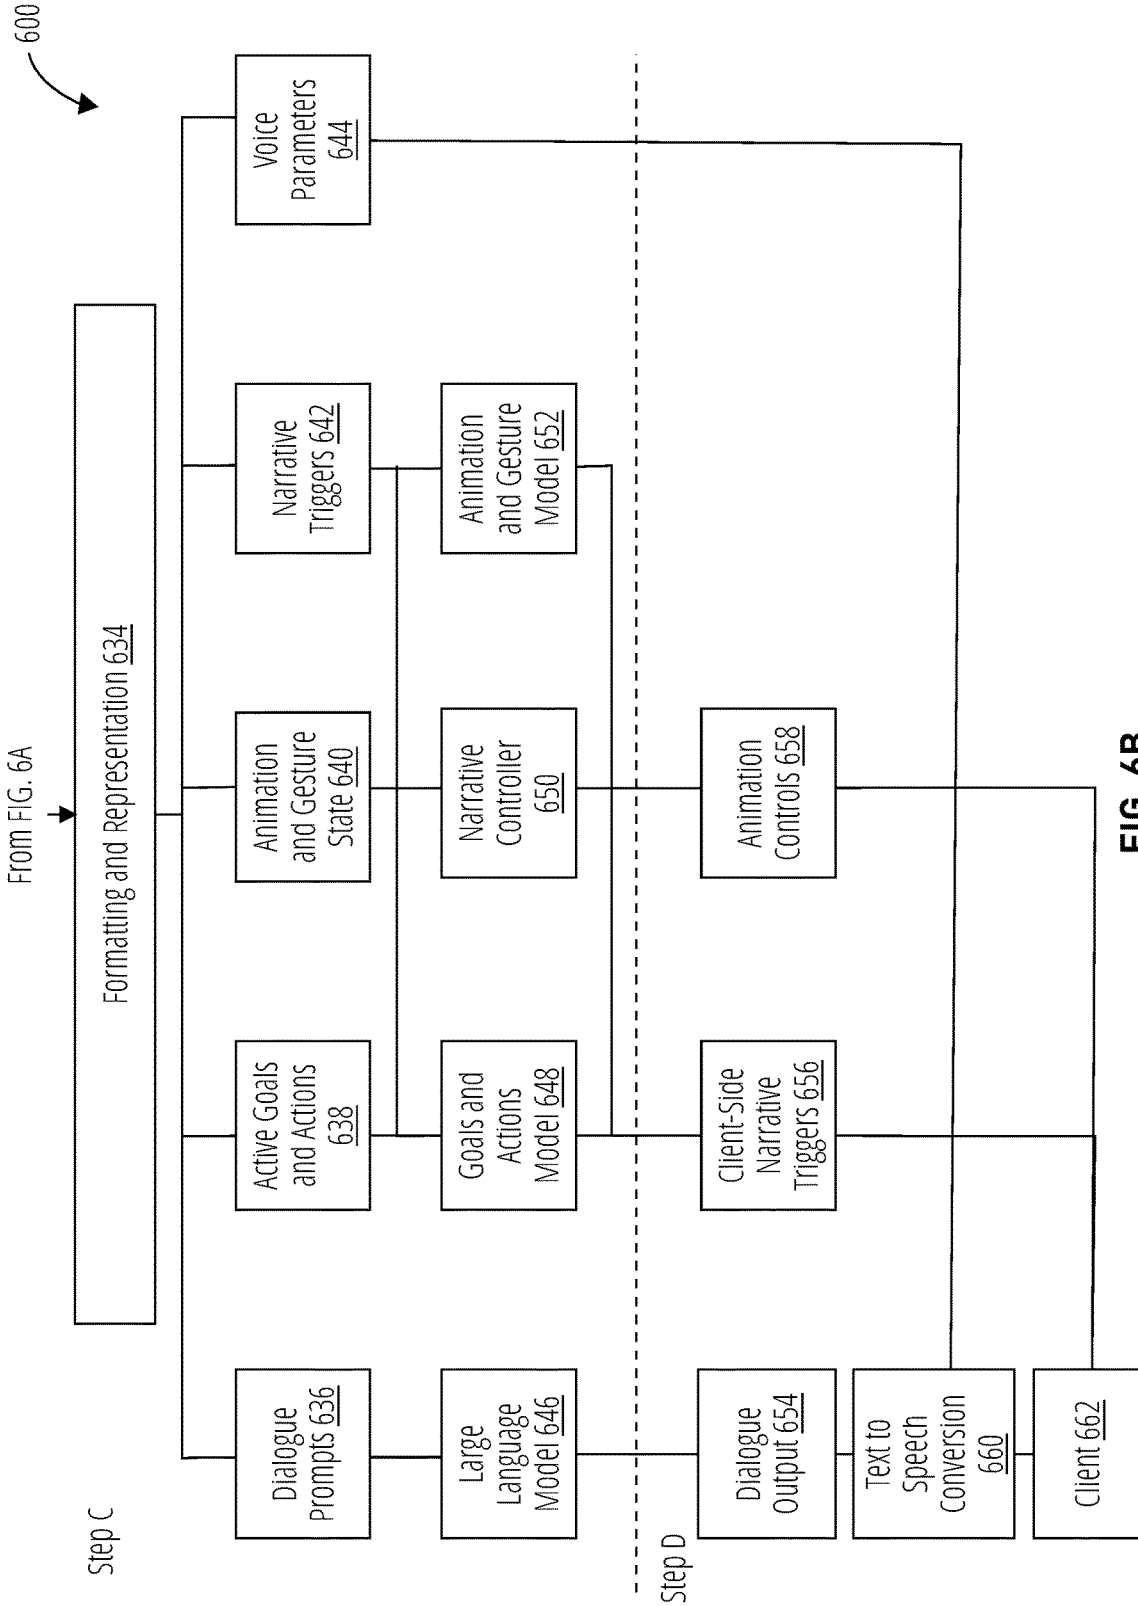 600
From FIG. 6A
Step C
Formatting and Representation 634
Dialogue
Prompts 636
Active Goals
and Actions
638
Animation
and Gesture
State 640
Narrative
Triggers 642
Voice
Parameters
644
Large
Language
Model 646
Goals and
Actions
Model 648
Narrative
Controller
650
Animation
and Gesture
Model 652
Step D
Dialogue
Output 654
Client-Side
Narrative
Triggers 656
Animation
Controls 658
Text to
Speech
Conversion
660
Client 662
FIG. 6B